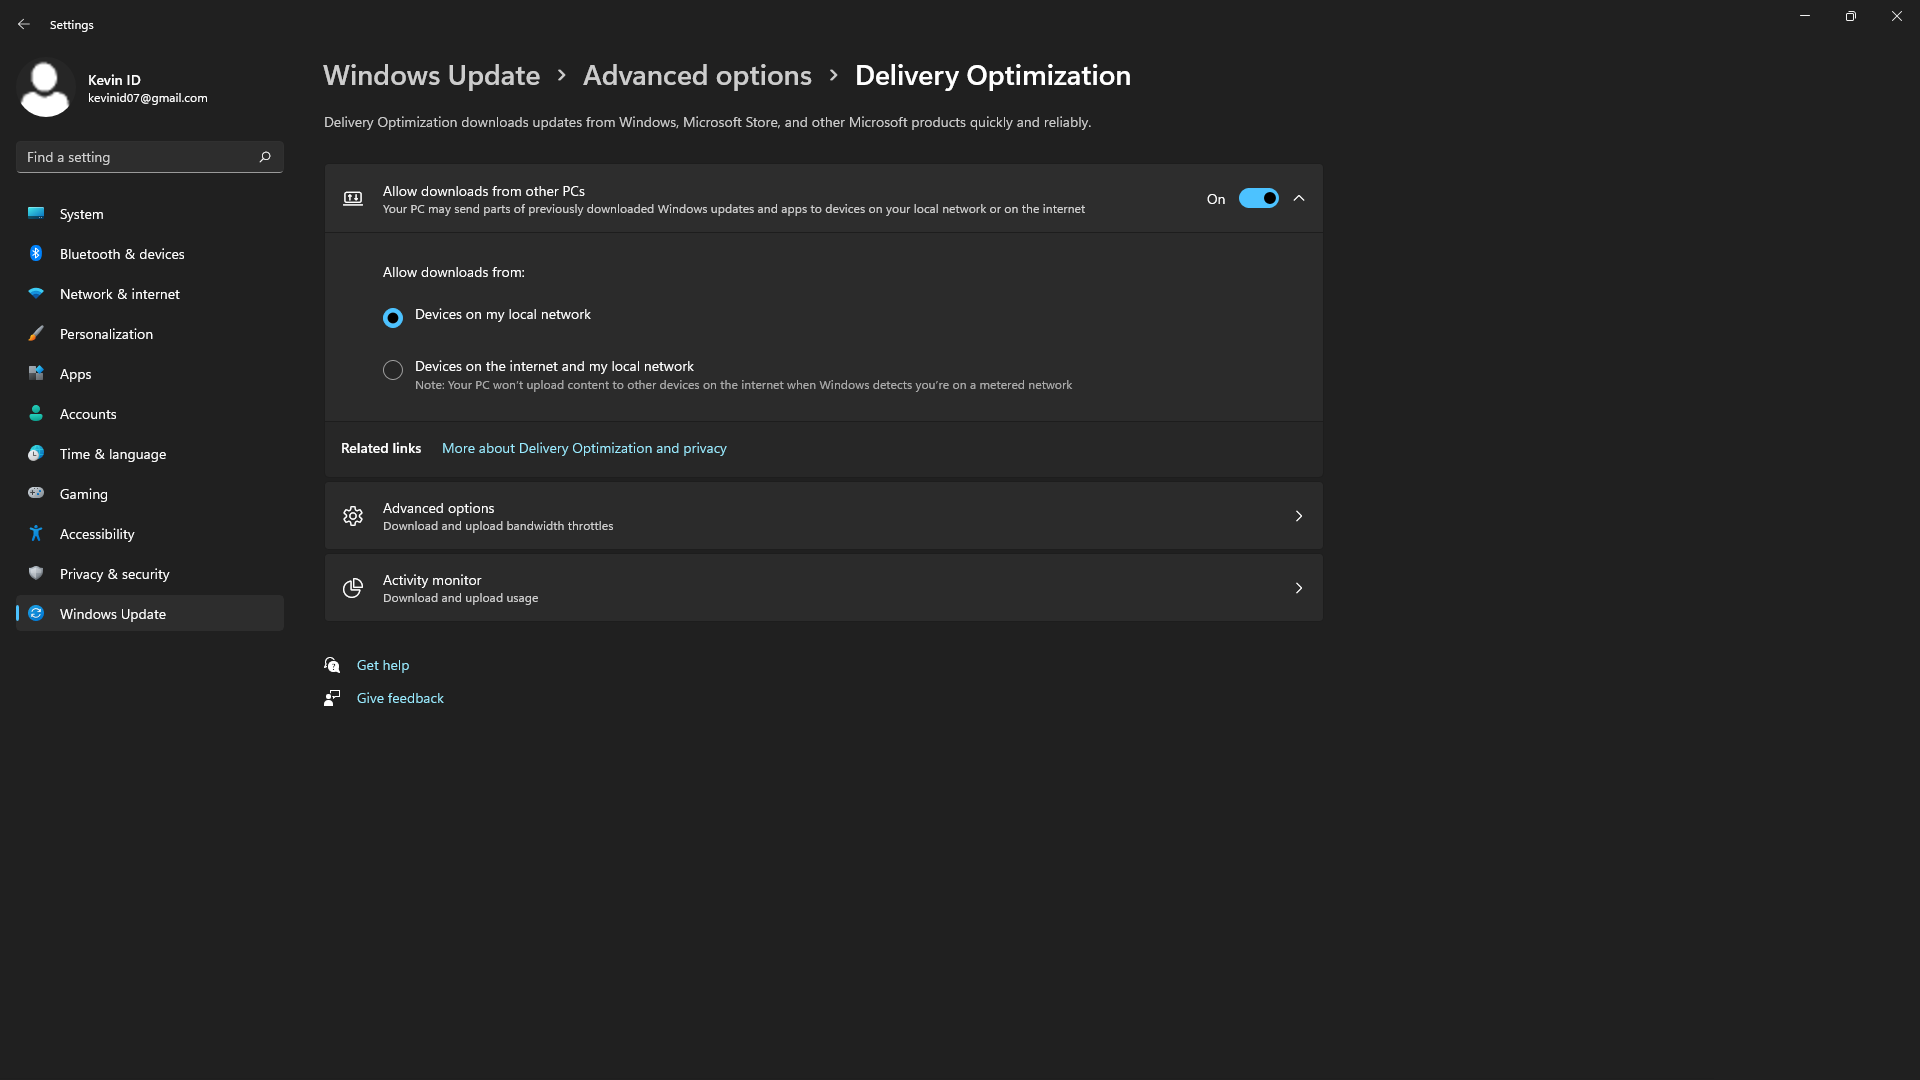 Settings
Kevin ID
kevinid07@gmail.com
Find a setting
System
Bluetooth & devices
Network & internet
Personalization
Apps
Accounts
Time & language
Gaming
Accessibility
Privacy & security
Windows Update
Windows Update > Advanced options > Delivery Optimization
Delivery Optimization downloads updates from Windows, Microsoft Store, and other Microsoft products quickly and reliably.
Allow downloads from other PCs
Your PC may send parts of previously downloaded Windows updates and apps to devices on your local network or on the internet
On
Allow downloads from:
Devices on my local network
Devices on the internet and my local network
Note: Your PC won't upload content to other devices on the internet when Windows detects you're on a metered network
Related links More about Delivery Optimization and privacy
Advanced options
Download and upload bandwidth throttles
Activity monitor
Download and upload usage
Get help
Give feedback